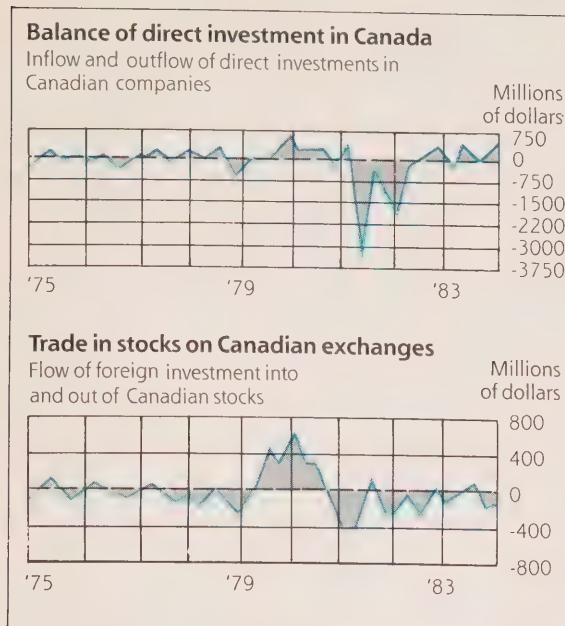 Balance of direct investment in Canada
Inflow and outflow of direct investments in
Canadian companies
Millions
of dollars
750
0
-750
-1500
-2200
-3000
-3750
'75 '79 '83
Trade in stocks on Canadian exchanges
Flow of foreign investment into
and out of Canadian stocks
Millions
of dollars
800
400
0
-400
-800
'75 '79 '83